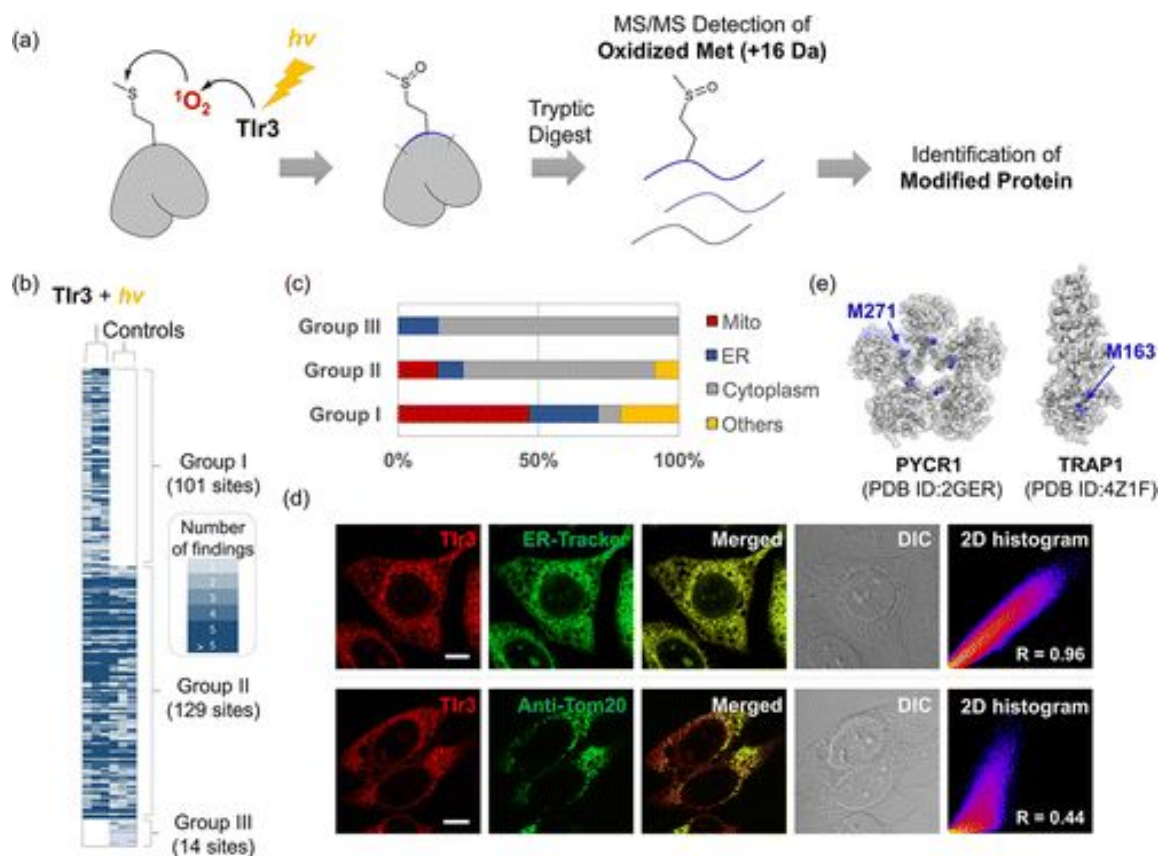 (a)
hv
S
¹O₂
Tlr3
S=O
Tryptic
Digest
MS/MS Detection of
Oxidized Met (+16 Da)
S=O
Identification of
Modified Protein
(b)
Tlr3 + hv
Controls
Group I
(101 sites)
Number
of findings
2
3
4
5
> 5
Group II
(129 sites)
Group III
(14 sites)
(c)
Group III
Group II
Group I
0%
50%
100%
Mito
ER
Cytoplasm
Others
(e)
M271
M163
PYCR1
(PDB ID:2GER)
TRAP1
(PDB ID:4Z1F)
(d)
Tlr3
ER-Tracker
Merged
DIC
2D histogram
R = 0.96
Tlr3
Anti-Tom20
Merged
DIC
2D histogram
R = 0.44